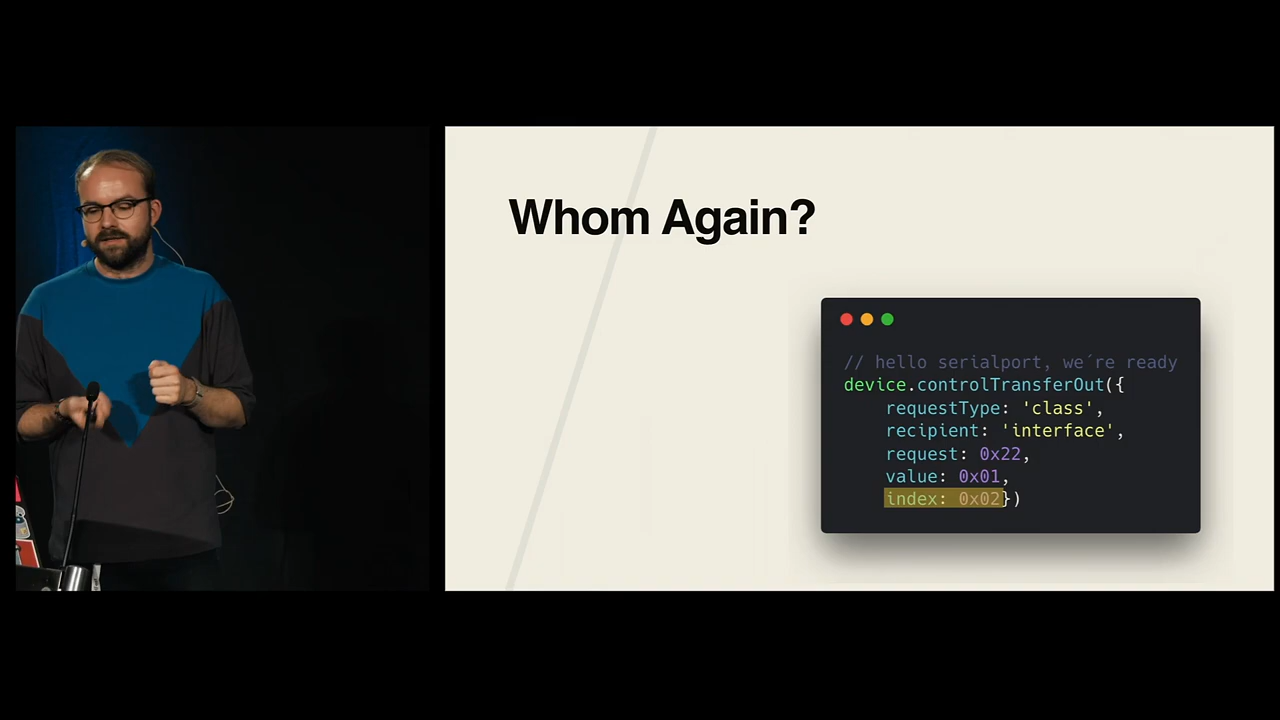 Whom Again?
// hello serialport, we´re ready
device.controlTransferOut({
requestType: 'class',
recipient: 'interface',
request: 0x22,
value: 0x01,
index: 0x02})